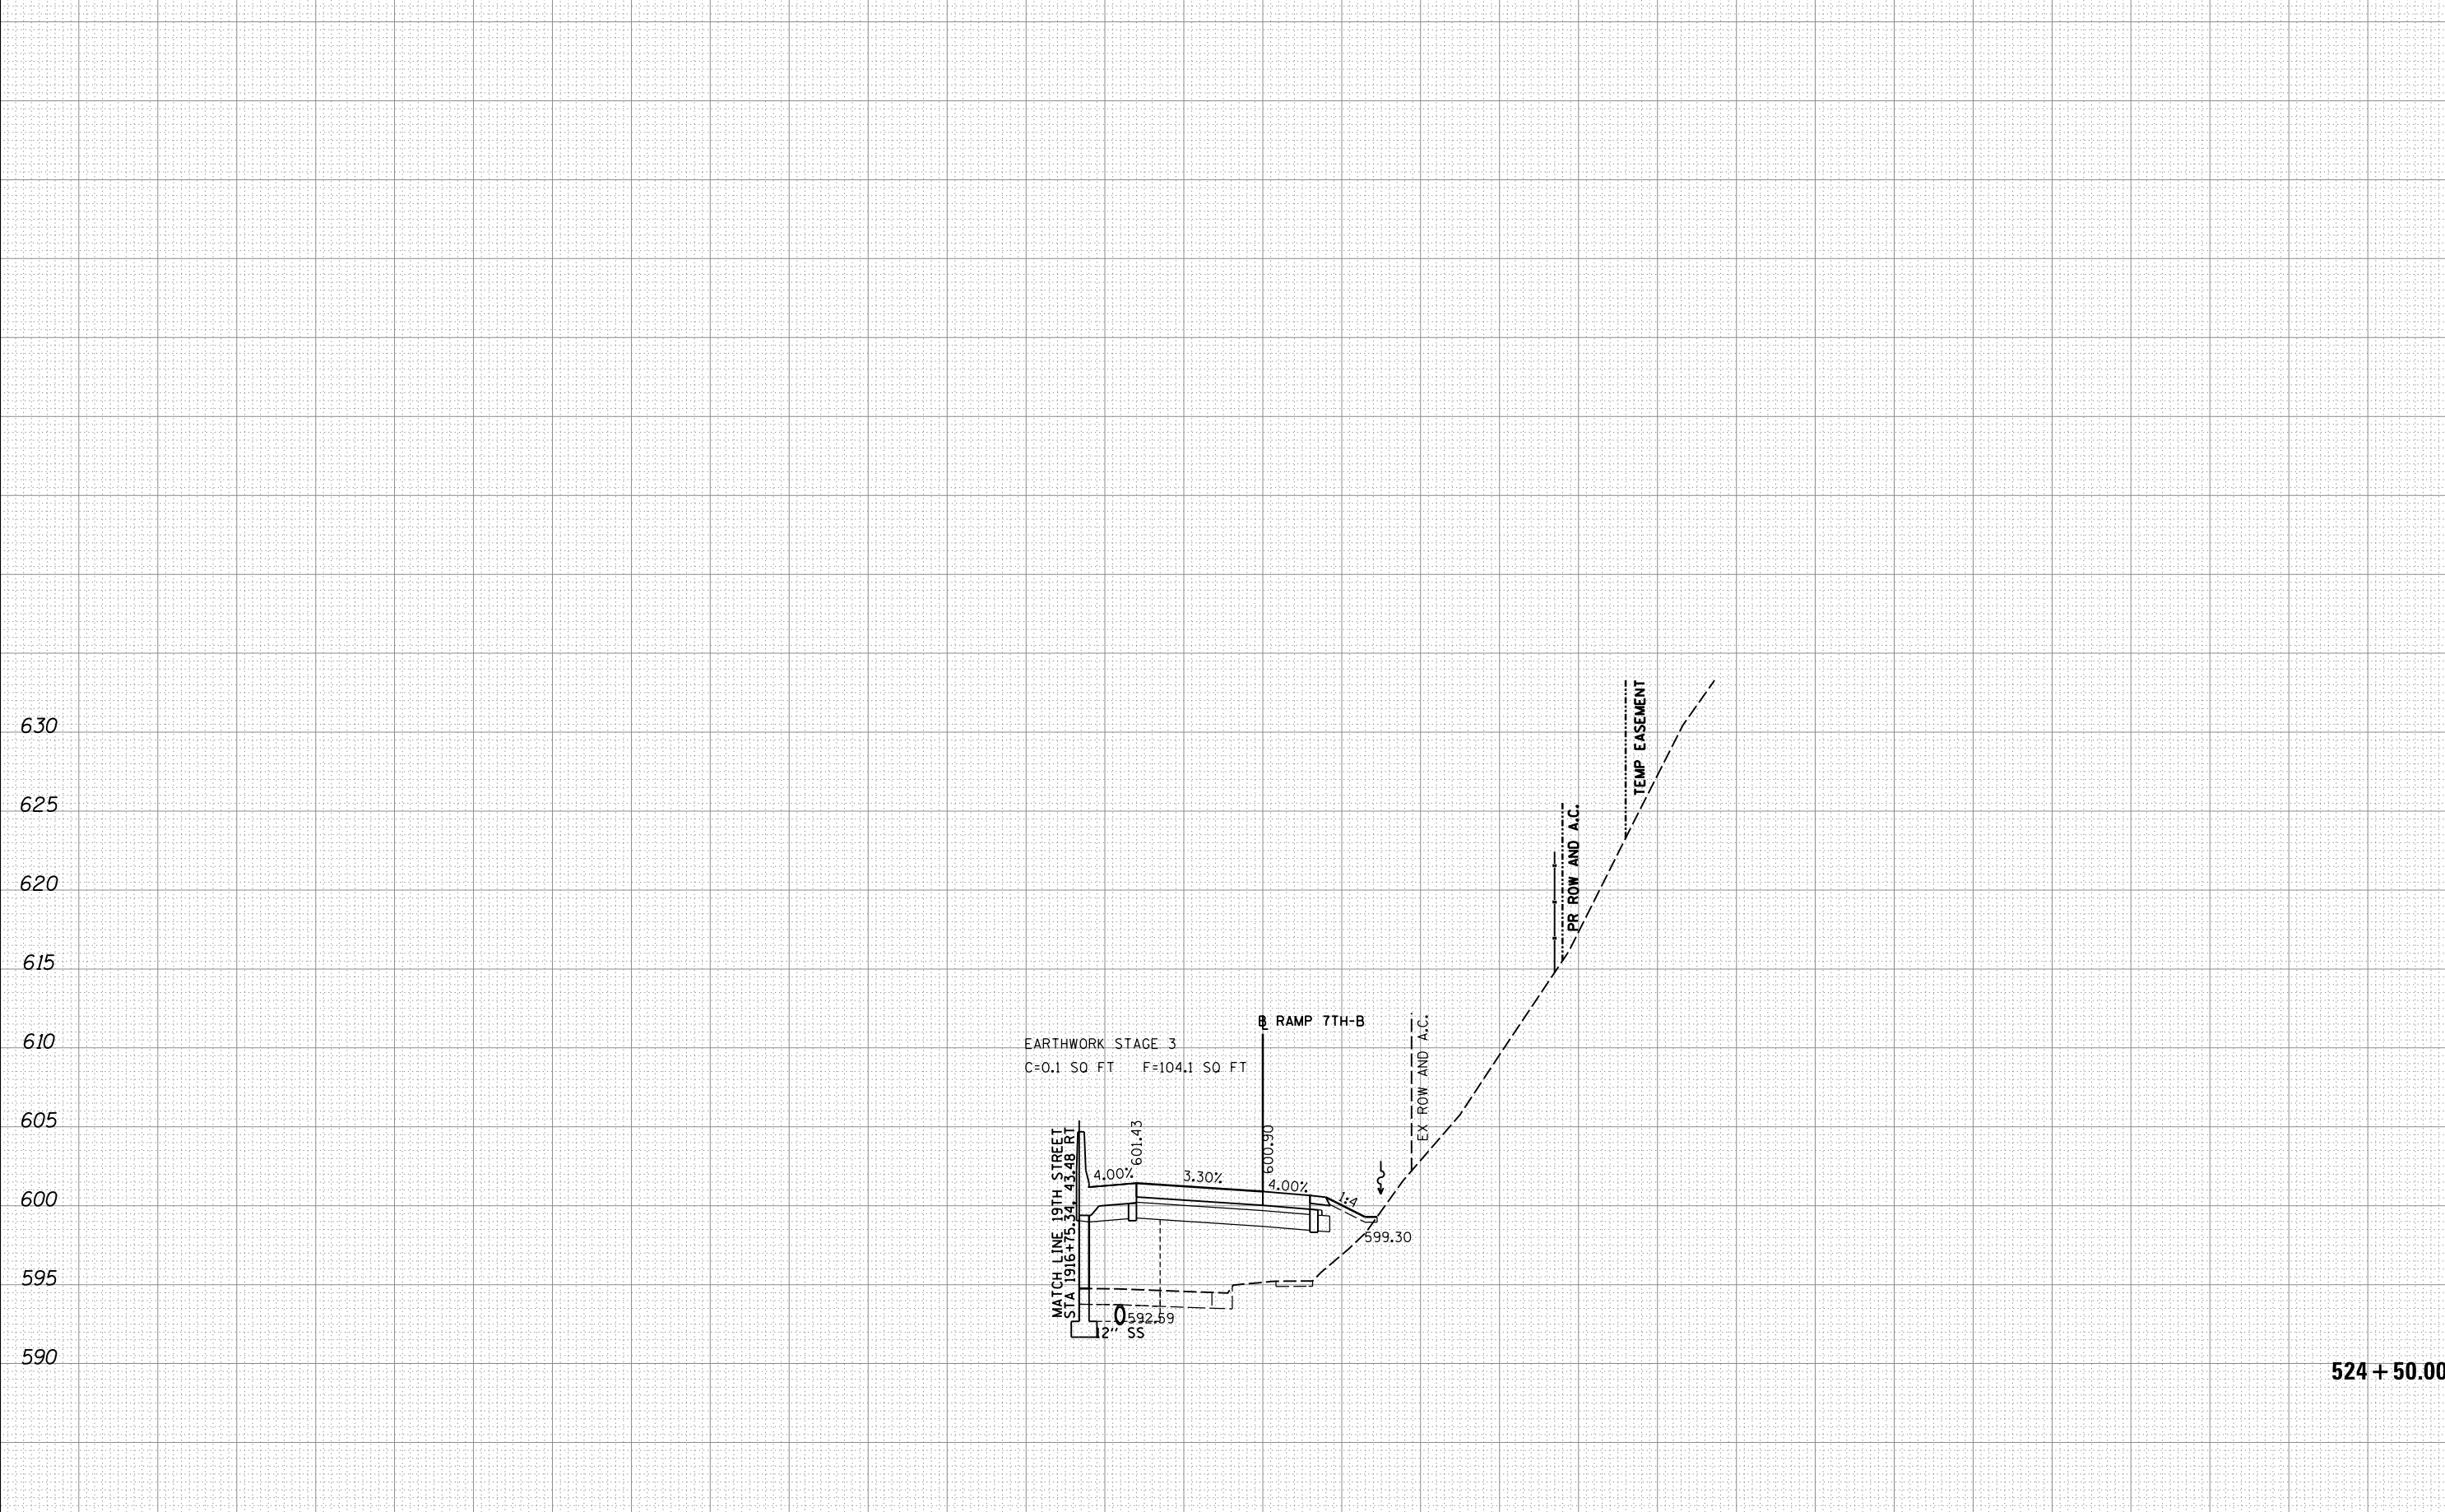 630
625
620
615
610
605
600
595
590
TEMP EASEMENT
PR ROW AND A.C.
EX ROW AND A.C.
B RAMP 7TH-B
EARTHWORK STAGE 3
C=0.1 SQ FT F=104.1 SQ FT
MATCH LINE 19TH STREET
STA 1916+75.34, 43.48 RT
601.43
600.90
4.00%
3.30%
4.00%
1:4
599.30
592.59
12'' SS
524+50.00